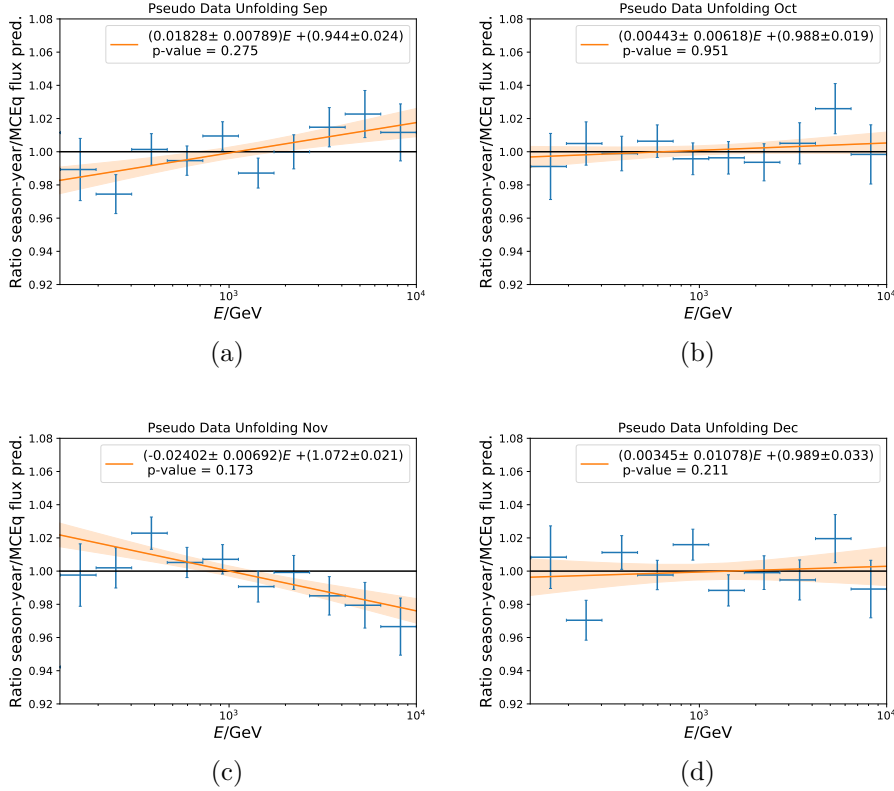 Pseudo Data Unfolding Sep
Ratio season-year/MCEq flux pred.
1.08
1.06
1.04
1.02
1.00
0.98
0.96
0.94
0.92
(0.01828± 0.00789)E +(0.944±0.024)
p-value = 0.275
10³
10⁴
E/GeV
(a)
Pseudo Data Unfolding Oct
Ratio season-year/MCEq flux pred.
1.08
1.06
1.04
1.02
1.00
0.98
0.96
0.94
0.92
(0.00443± 0.00618)E +(0.988±0.019)
p-value = 0.951
10³
10⁴
E/GeV
(b)
Pseudo Data Unfolding Nov
Ratio season-year/MCEq flux pred.
1.08
1.06
1.04
1.02
1.00
0.98
0.96
0.94
0.92
(-0.02402± 0.00692)E +(1.072±0.021)
p-value = 0.173
10³
10⁴
E/GeV
(c)
Pseudo Data Unfolding Dec
Ratio season-year/MCEq flux pred.
1.08
1.06
1.04
1.02
1.00
0.98
0.96
0.94
0.92
(0.00345± 0.01078)E +(0.989±0.033)
p-value = 0.211
10³
10⁴
E/GeV
(d)